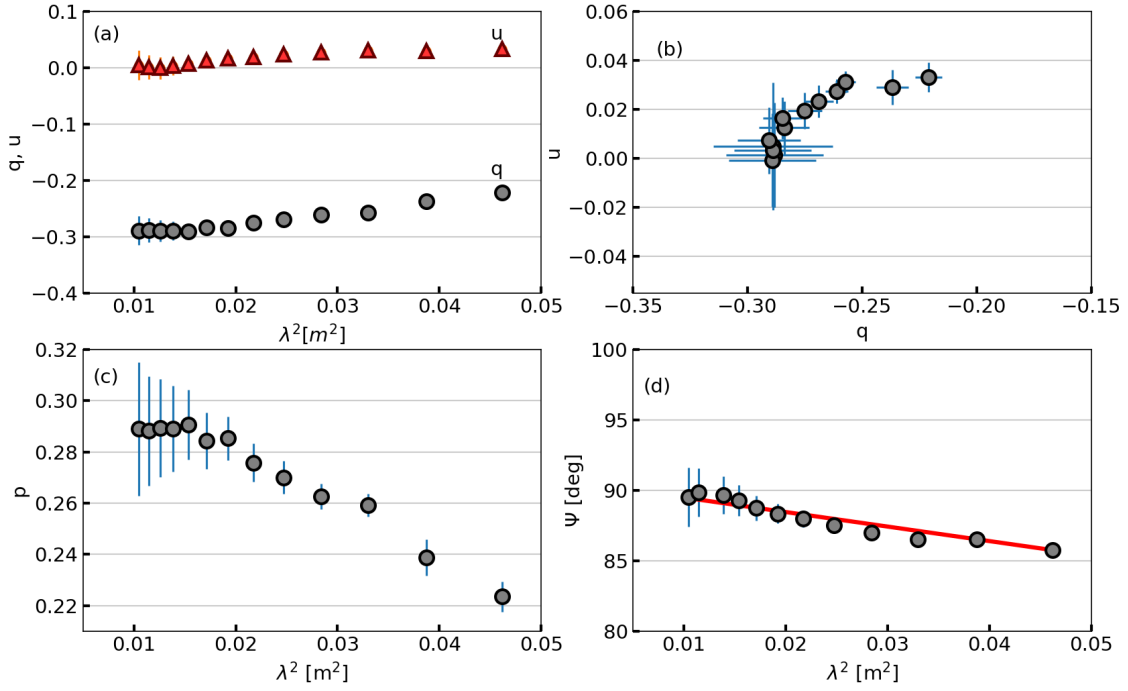 (a)
0.1
0.0
−0.1
−0.2
−0.3
−0.4
q, u
u
q
0.01 0.02 0.03 0.04 0.05
λ²[m²]
(b)
0.06
0.04
0.02
0.00
−0.02
−0.04
u
−0.35 −0.30 −0.25 −0.20 −0.15
q
(c)
0.32
0.30
0.28
0.26
0.24
0.22
p
0.01 0.02 0.03 0.04 0.05
λ² [m²]
(d)
100
95
90
85
80
Ψ [deg]
0.01 0.02 0.03 0.04 0.05
λ² [m²]